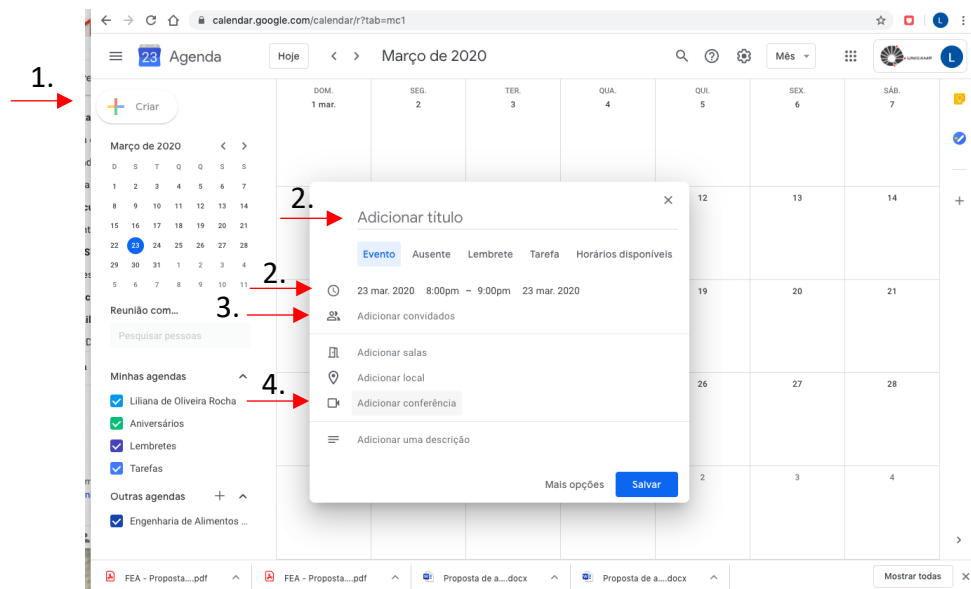 calendar.google.com/calendar/r?tab=mc1
L
23 Agenda
Hoje
Março de 2020
Mês
UNICAMP
L
1.
Criar
DOM. SEG. TER. QUA. QUI. SEX. SÁB.
1 mar. 2 3 4 5 6 7
Março de 2020
D S T Q Q S S
1 2 3 4 5 6 7
8 9 10 11 12 13 14
15 16 17 18 19 20 21
22 23 24 25 26 27 28
29 30 31 1 2 3 4
5 6 7 8 9 10 11
Reunião com...
Pesquisar pessoas
Minhas agendas
Liliana de Oliveira Rocha
Aniversários
Lembretes
Tarefas
Outras agendas
Engenharia de Alimentos ...
2.
Adicionar título
Evento Ausente Lembrete Tarefa Horários disponíveis
2.
23 mar. 2020 8:00pm – 9:00pm 23 mar. 2020
3.
Adicionar convidados
Adicionar salas
Adicionar local
4.
Adicionar conferência
Adicionar uma descrição
Mais opções Salvar
12 13 14
19 20 21
26 27 28
2 3 4
FEA - Proposta....pdf
FEA - Proposta....pdf
Proposta de a....docx
Proposta de a....docx
Mostrar todas